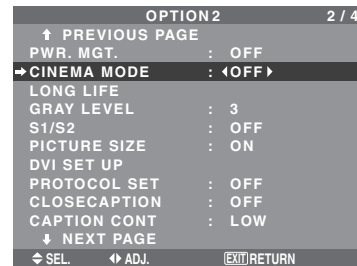 OPTION2 2 / 4
↑ PREVIOUS PAGE
PWR. MGT. : OFF
→ CINEMA MODE : ◂OFF▸
LONG LIFE
GRAY LEVEL : 3
S1/S2 : OFF
PICTURE SIZE : ON
DVI SET UP
PROTOCOL SET : OFF
CLOSECAPTION : OFF
CAPTION CONT : LOW
↓ NEXT PAGE
SEL. ADJ. EXIT RETURN